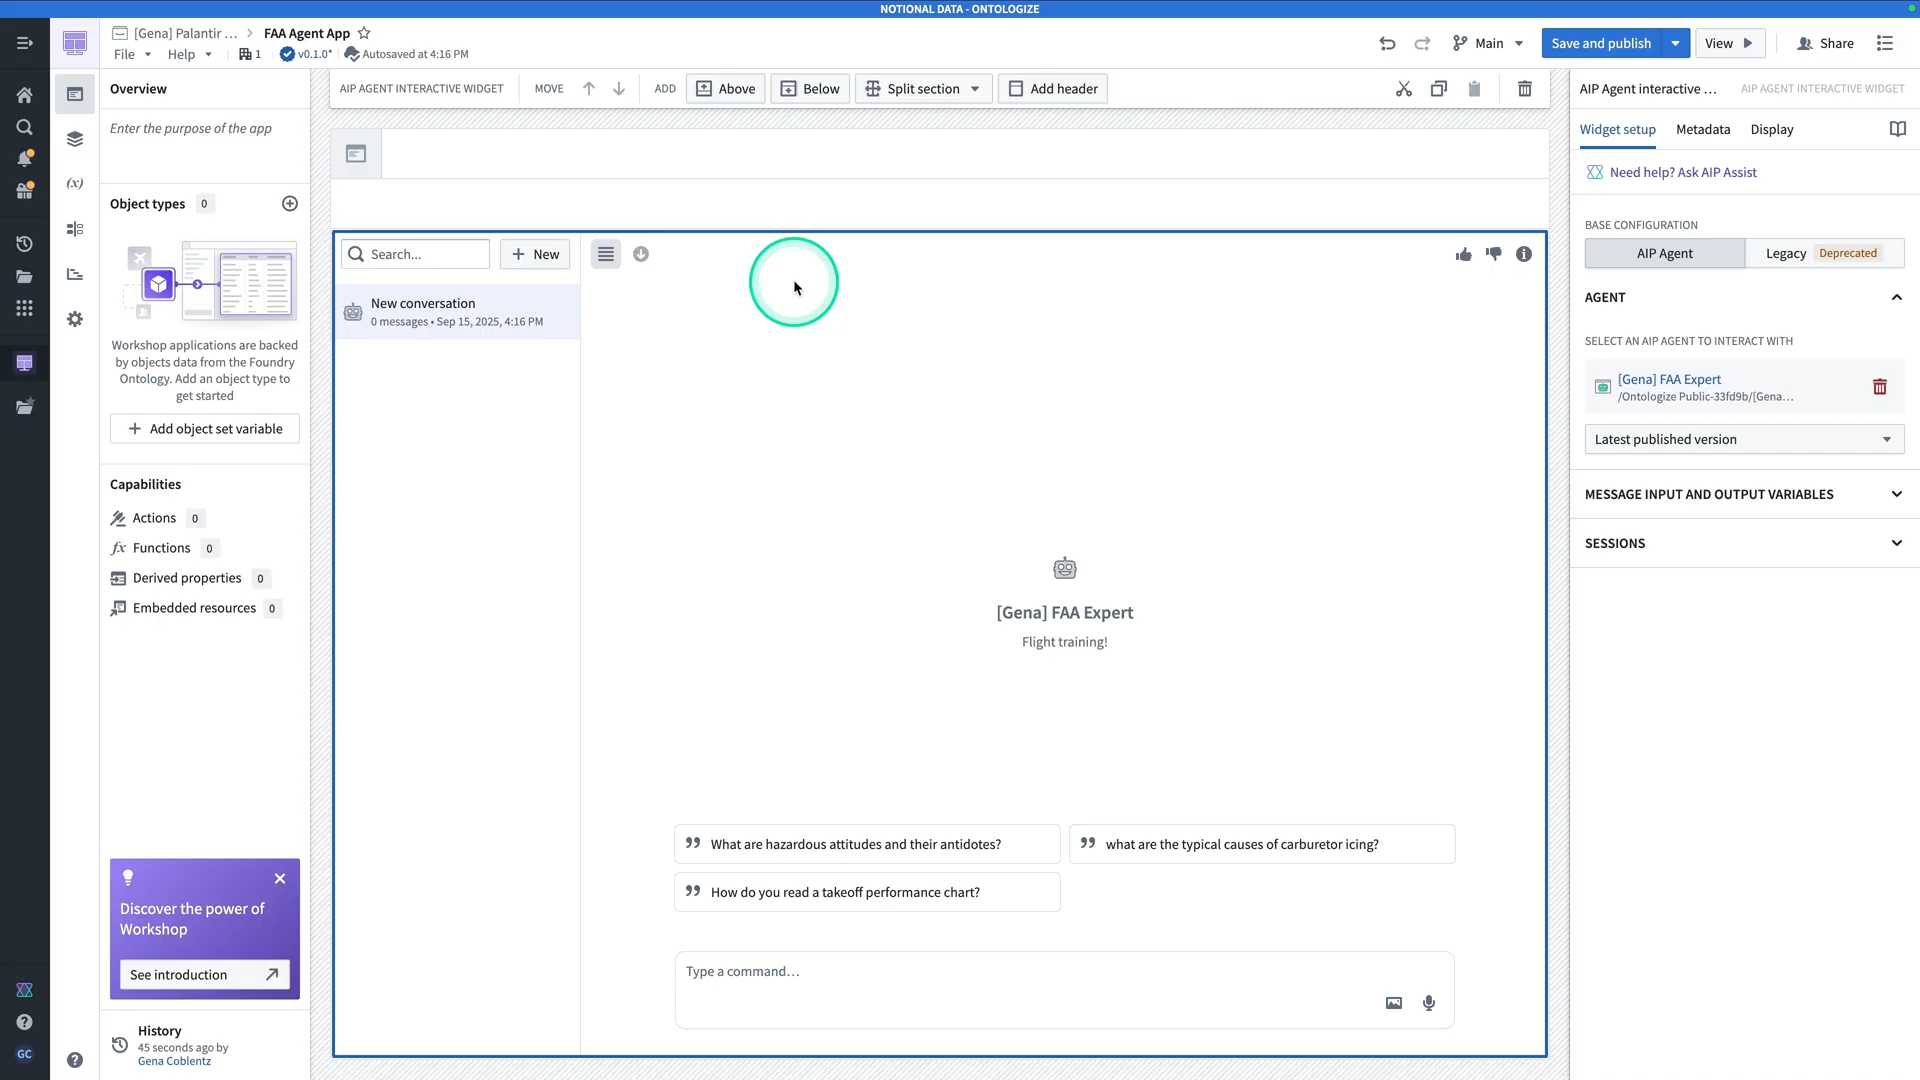 NOTIONAL DATA - ONTOLOGIZE
[Gena] Palantir ...
FAA Agent App
File
Help
1
v0.1.0*
Autosaved at 4:16 PM
Main
Save and publish
View
Share
Overview
Enter the purpose of the app
Object types 0
Workshop applications are backed
by objects data from the Foundry
Ontology. Add an object type to
get started
Add object set variable
Capabilities
Actions 0
fx Functions 0
Derived properties 0
Embedded resources 0
Discover the power of
Workshop
See introduction
History
45 seconds ago by
Gena Coblentz
(x)
GC
AIP AGENT INTERACTIVE WIDGET
MOVE
ADD
Above
Below
Split section
Add header
Search...
New
New conversation
0 messages • Sep 15, 2025, 4:16 PM
[Gena] FAA Expert
Flight training!
What are hazardous attitudes and their antidotes?
what are the typical causes of carburetor icing?
How do you read a takeoff performance chart?
Type a command...
AIP Agent interactive ...
AIP AGENT INTERACTIVE WIDGET
Widget setup
Metadata
Display
Need help? Ask AIP Assist
BASE CONFIGURATION
AIP Agent
Legacy Deprecated
AGENT
SELECT AN AIP AGENT TO INTERACT WITH
[Gena] FAA Expert
/Ontologize Public-33fd9b/[Gena...
Latest published version
MESSAGE INPUT AND OUTPUT VARIABLES
SESSIONS